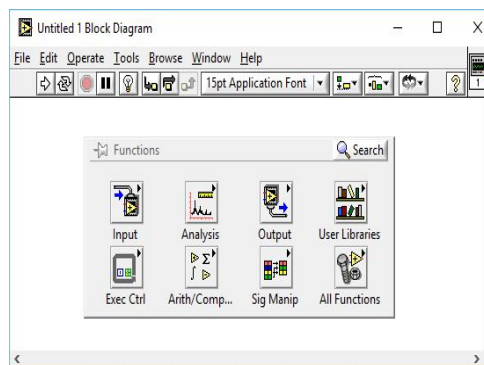 Untitled 1 Block Diagram
File Edit Operate Tools Browse Window Help
15pt Application Font
1
Functions
Search
Input Analysis Output User Libraries
Exec Ctrl Arith/Comp... Sig Manip All Functions